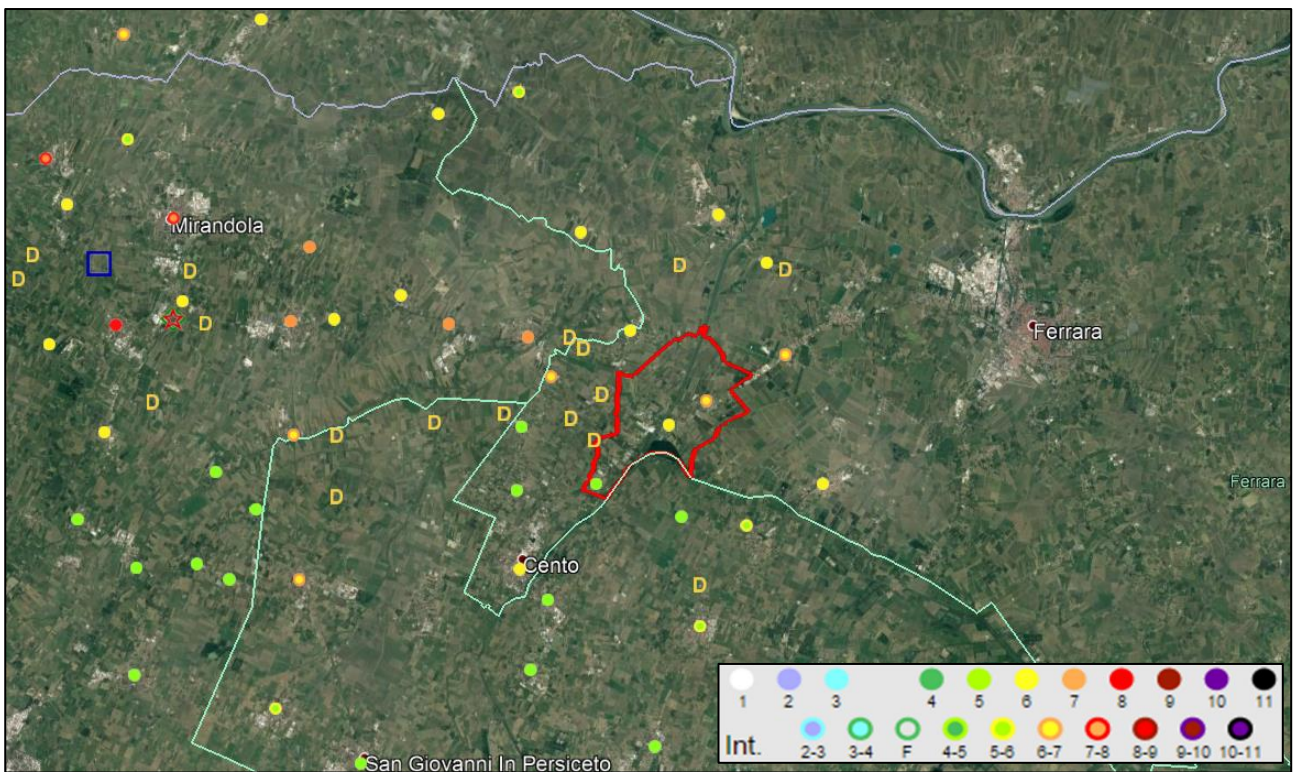 Mirandola
D
D
D
D
D
D
Ferrara
D
D
D
D
D
D
D
D
D
Ferrara
D
Cento
D
San Giovanni In Persiceto
1 2 3 4 5 6 7 8 9 10 11
Int. 2-3 3-4 F 4-5 5-6 6-7 7-8 8-9 9-10 10-11